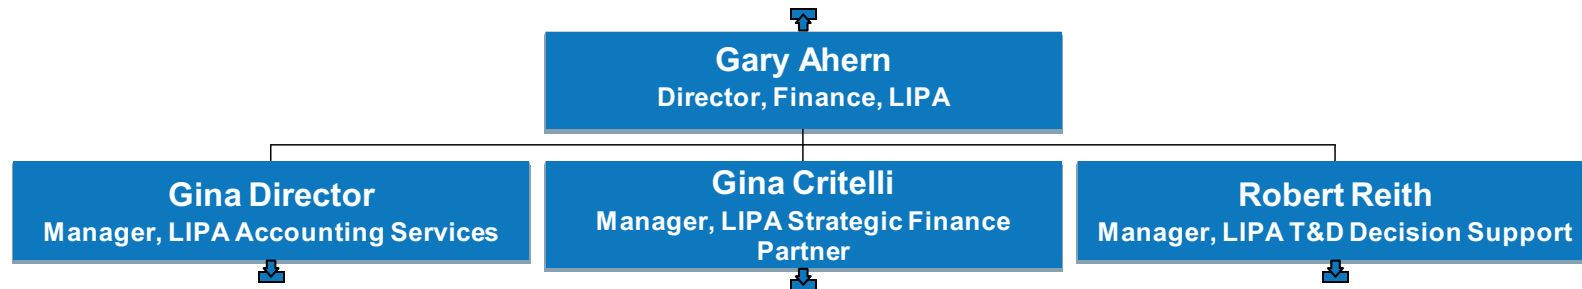 Gary Ahern
Director, Finance, LIPA
Gina Director
Manager, LIPA Accounting Services
Gina Critelli
Manager, LIPA Strategic Finance
Partner
Robert Reith
Manager, LIPA T&D Decision Support